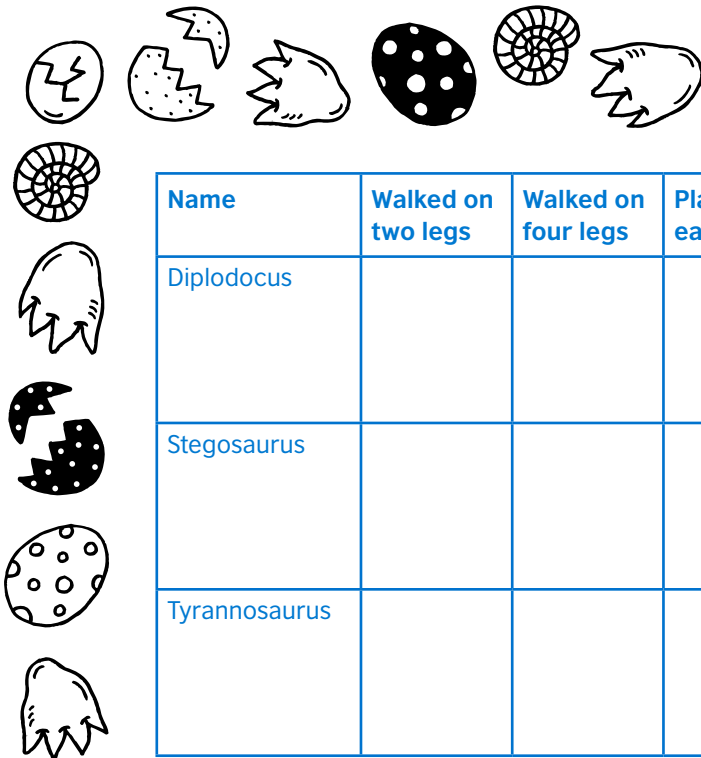 Name
Walked on
two legs
Walked on
four legs
Diplodocus
Stegosaurus
Tyrannosaurus